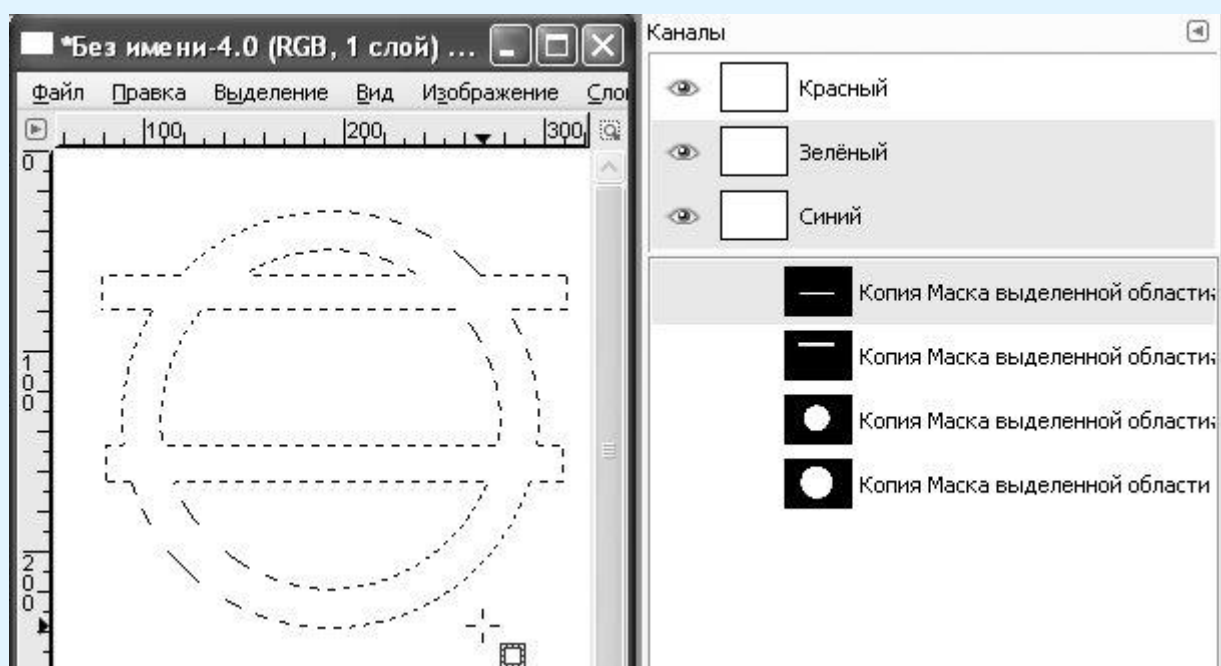 *Без имени-4.0 (RGB, 1 слой) ...
Файл Правка Выделение Вид Изображение
100 200 300
0
100
200
Каналы
Красный
Зелёный
Синий
Копия Маска выделенной области
Копия Маска выделенной области
Копия Маска выделенной области
Копия Маска выделенной области